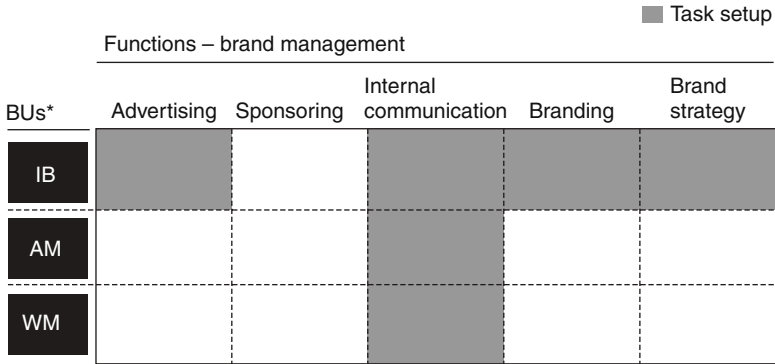 Task setup
Functions – brand management
BUs*
Advertising
Sponsoring
Internal
communication
Branding
Brand
strategy
IB
AM
WM